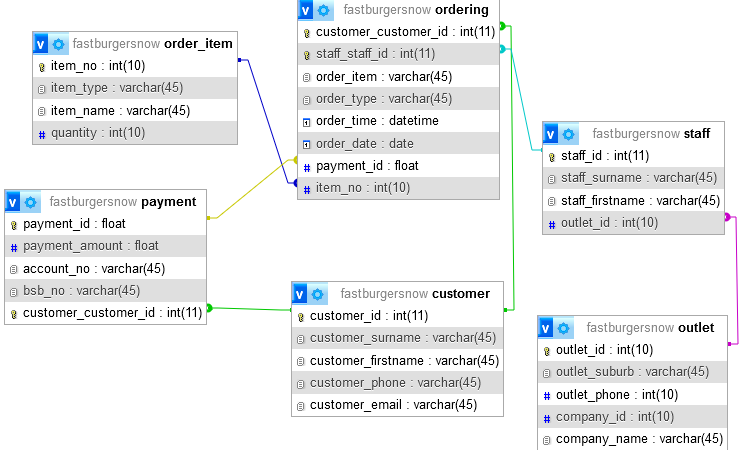 v fastburgersnow ordering
customer_customer_id : int(11)
staff_staff_id : int(11)
order_item : varchar(45)
order_type : varchar(45)
order_time : datetime
order_date : date
# payment_id : float
# item_no : int(10)
v fastburgersnow order_item
item_no : int(10)
item_type : varchar(45)
item_name : varchar(45)
# quantity : int(10)
v fastburgersnow staff
staff_id : int(11)
staff_surname : varchar(45)
staff_firstname : varchar(45)
# outlet_id : int(10)
v fastburgersnow payment
payment_id : float
# payment_amount : float
account_no : varchar(45)
bsb_no : varchar(45)
customer_customer_id : int(11)
v fastburgersnow customer
customer_id : int(11)
customer_surname : varchar(45)
customer_firstname : varchar(45)
customer_phone : varchar(45)
customer_email : varchar(45)
v fastburgersnow outlet
outlet_id : int(10)
outlet_suburb : varchar(45)
# outlet_phone : int(10)
# company_id : int(10)
company_name : varchar(45)